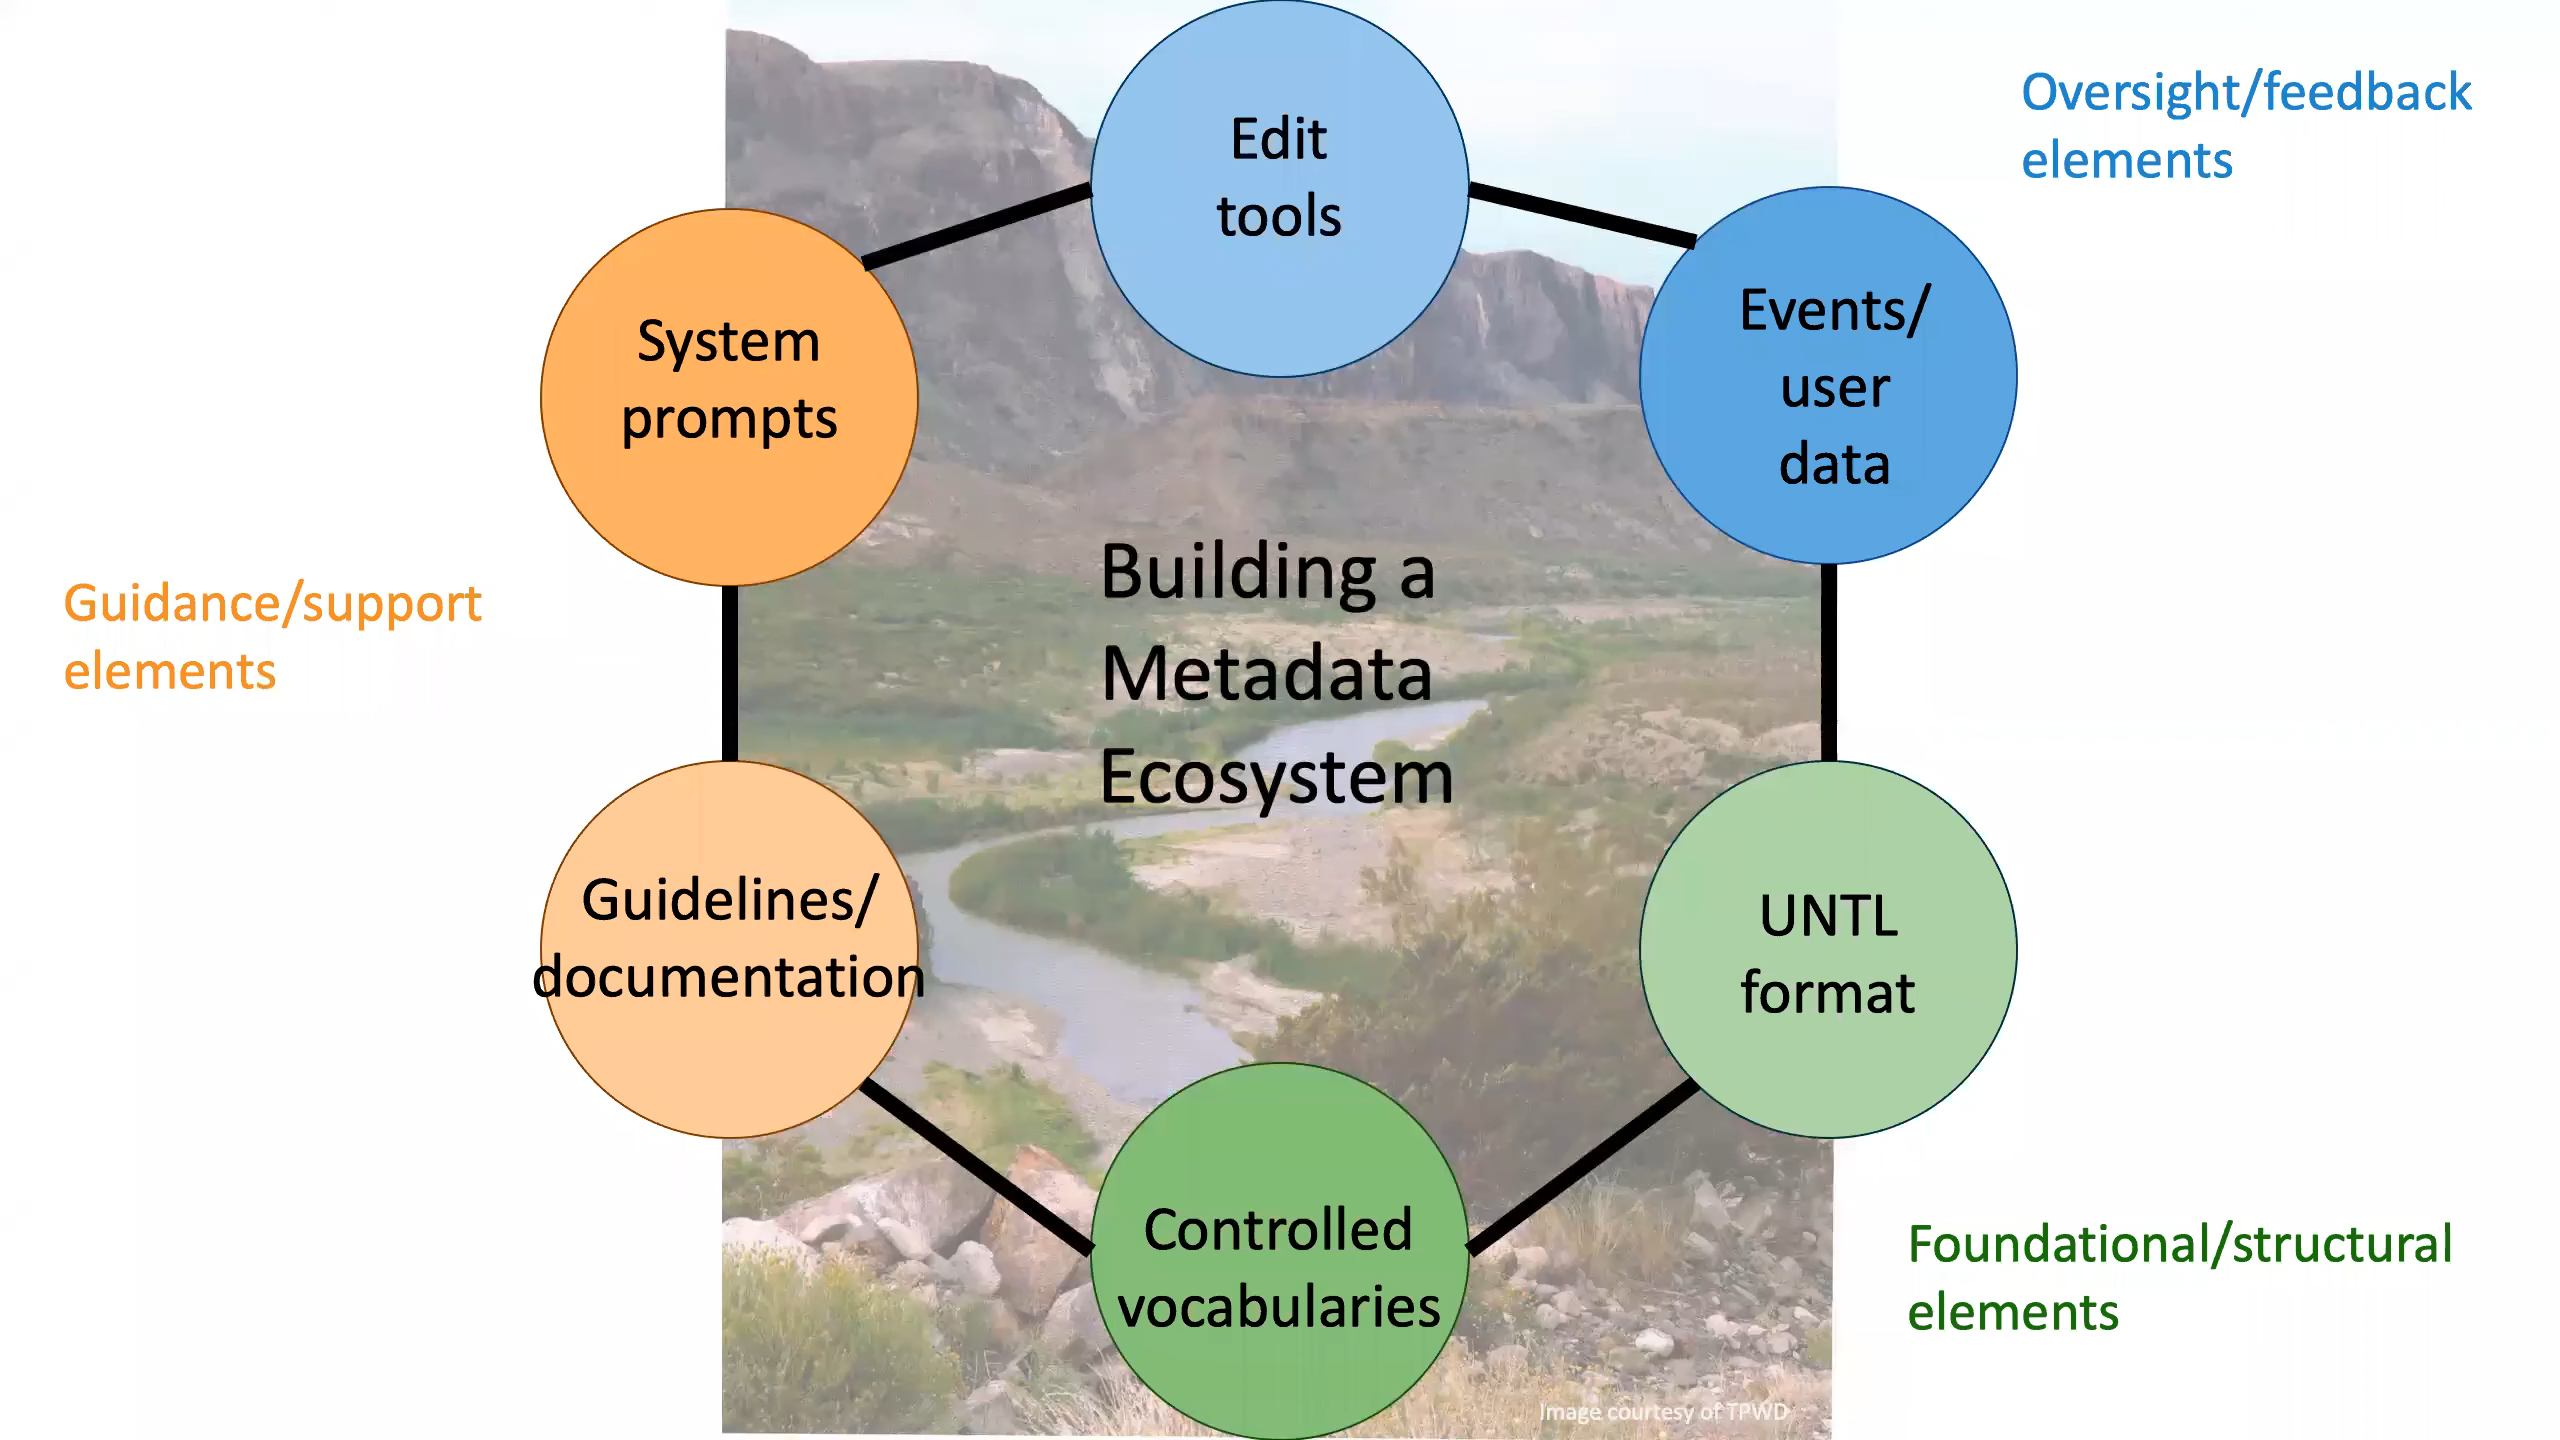 Edit
tools
Oversight/feedback
elements
Events/
user
data
System
prompts
Building a
Metadata
Ecosystem
Guidance/support
elements
Guidelines/
documentation
UNTL
format
Controlled
vocabularies
Foundational/structural
elements
Image courtesy of TPWD